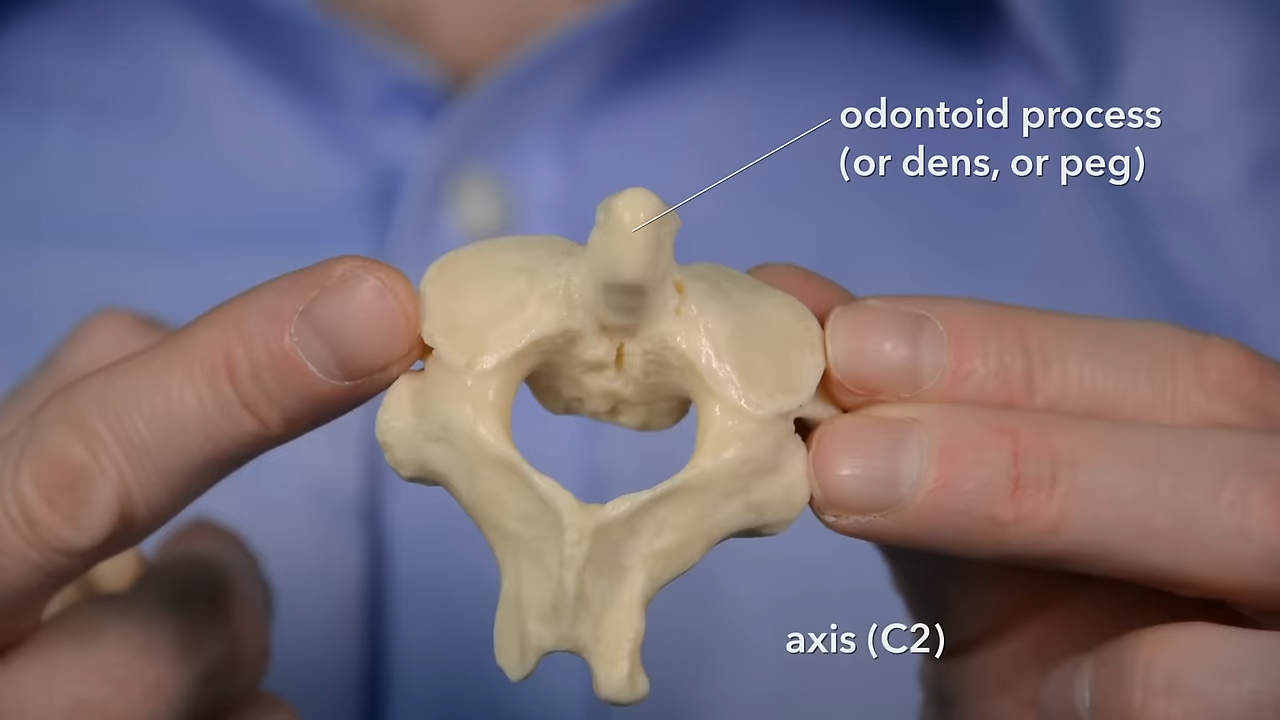 odontoid process
(or dens, or peg)
axis (C2)